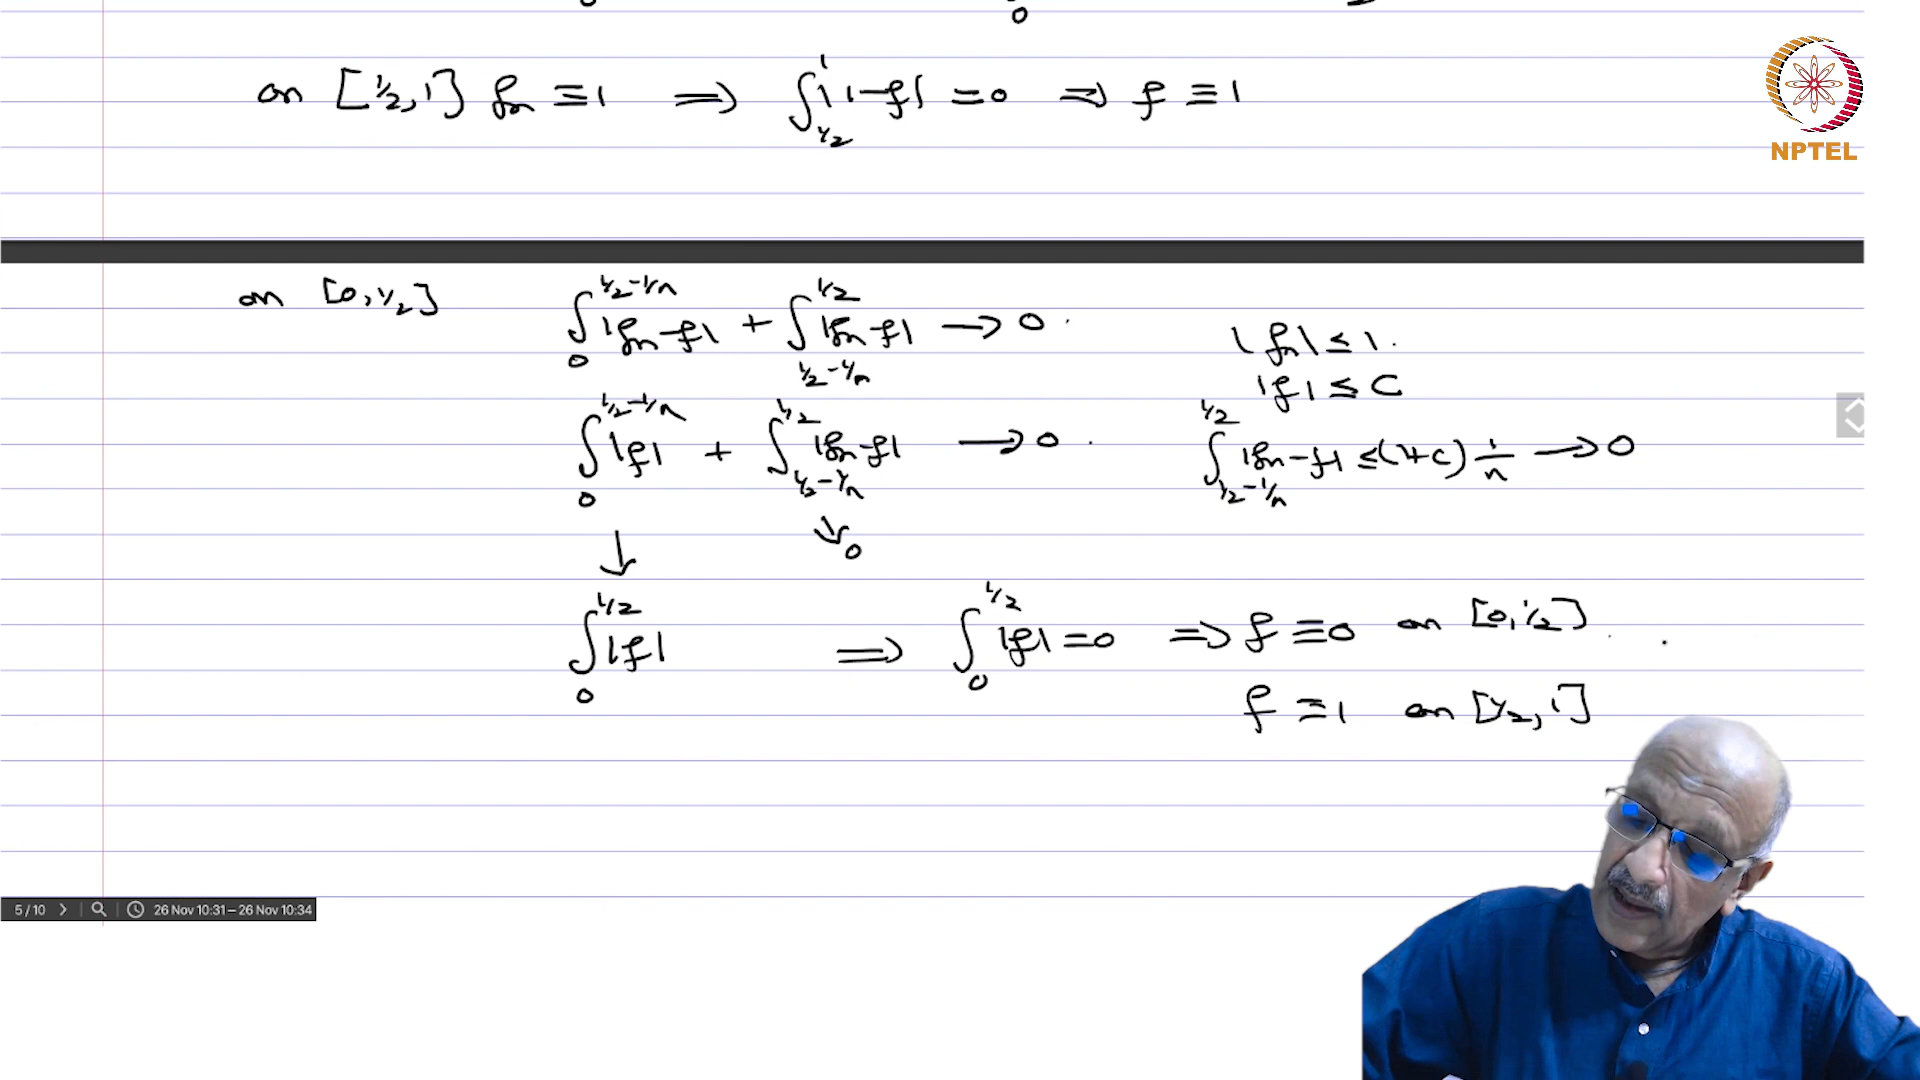 on [1/2, 1] fn ≡ 1 ⟹ ∫_{1/2}^{1} |1-f| = 0 ⟹ f ≡ 1
NPTEL
on [0, 1/2] ∫_0^{1/2-1/n} |fn-f| + ∫_{1/2-1/n}^{1/2} |fn-f| → 0.
|fn| ≤ 1.
|f| ≤ C
∫_0^{1/2-1/n} |f| + ∫_{1/2-1/n}^{1/2} |fn-f| → 0. ∫_{1/2-1/n}^{1/2} |fn-f| ≤ (1+C) 1/n → 0
↓ ↓ 0
∫_0^{1/2} |f| ⟹ ∫_0^{1/2} |f| = 0 ⟹ f ≡ 0 on [0, 1/2].
f ≡ 1 on [1/2, 1]
5/10 26 Nov 10:31 – 26 Nov 10:34